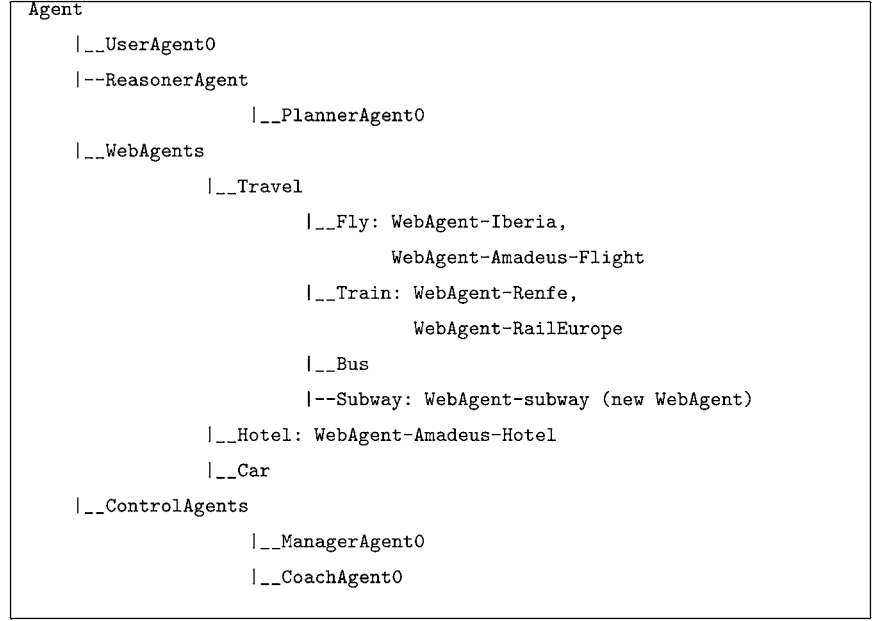 Agent
|__UserAgent0
|--ReasonerAgent
|__PlannerAgent0
|__WebAgents
|__Travel
|__Fly: WebAgent-Iberia,
WebAgent-Amadeus-Flight
|__Train: WebAgent-Renfe,
WebAgent-RailEurope
|__Bus
|--Subway: WebAgent-subway (new WebAgent)
|__Hotel: WebAgent-Amadeus-Hotel
|__Car
|__ControlAgents
|__ManagerAgent0
|__CoachAgent0